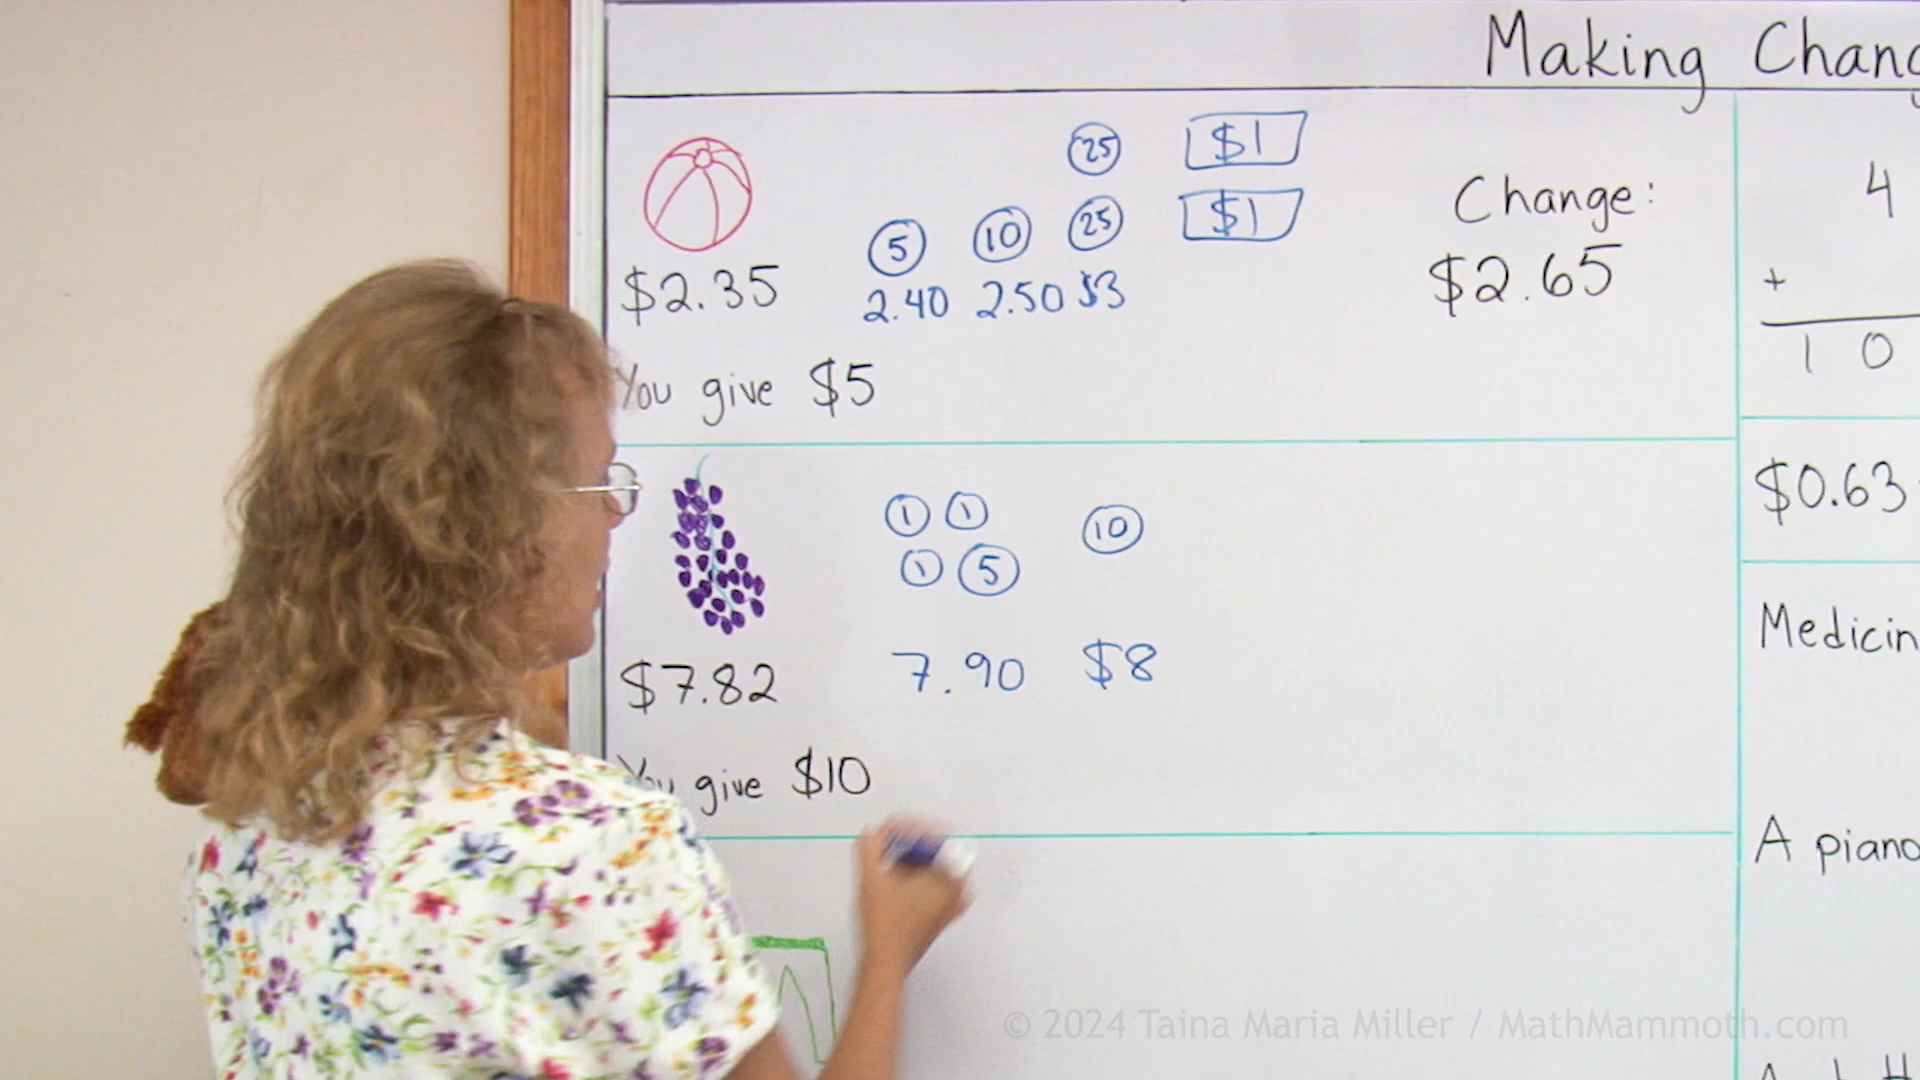 Making Chang
25 $1
5 10 25 $1
$2.35 2.40 2.50 $3
You give $5
Change:
$2.65
4
+
1 0
1 1 10
1 5
$7.82 7.90 $8
You give $10
$0.63
Medicin
A piano
© 2024 Taina Maria Miller / MathMammoth.com